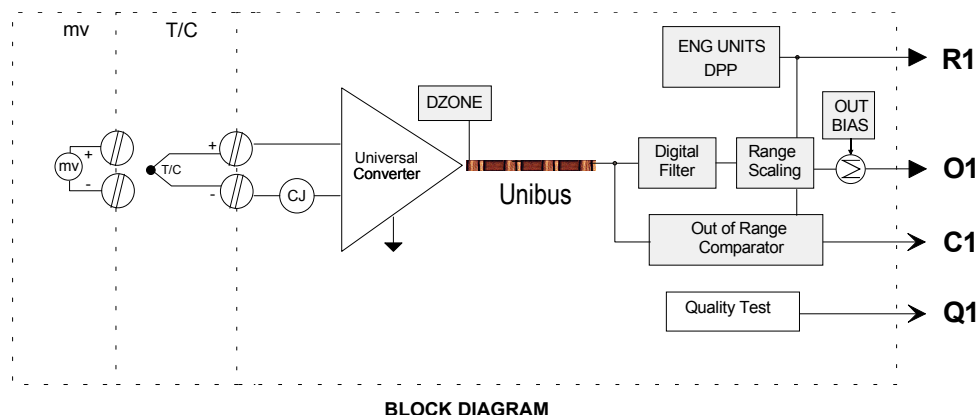 mv
T/C
ENG UNITS
DPP
R1
DZONE
OUT
BIAS
+
mv
-
T/C
+
-
CJ
Universal
Converter
Unibus
Digital
Filter
Range
Scaling
Σ
O1
Out of Range
Comparator
C1
Quality Test
Q1
BLOCK DIAGRAM